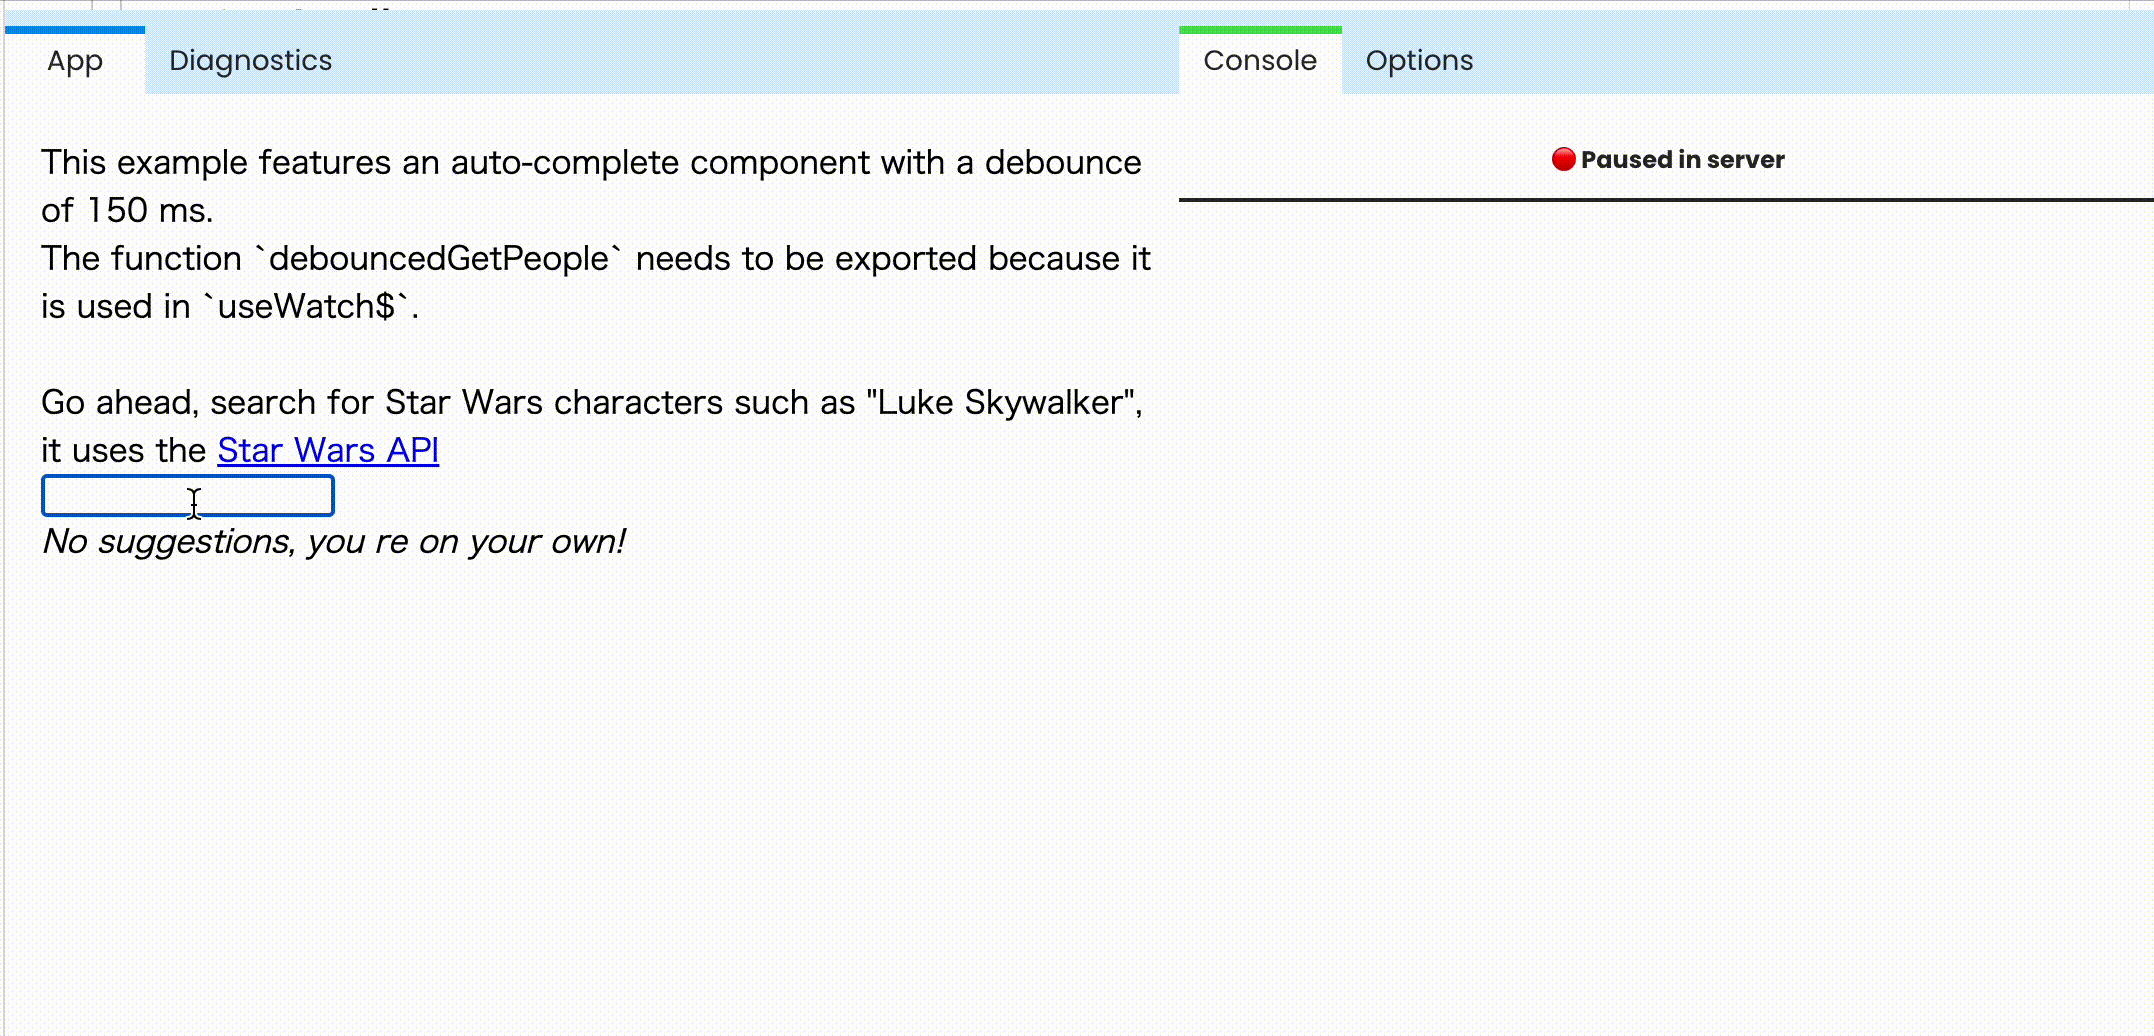 App
Diagnostics
Console
Options
This example features an auto-complete component with a debounce
of 150 ms.
The function `debouncedGetPeople` needs to be exported because it
is used in `useWatch$`.
Go ahead, search for Star Wars characters such as "Luke Skywalker",
it uses the Star Wars API
No suggestions, you re on your own!
Paused in server